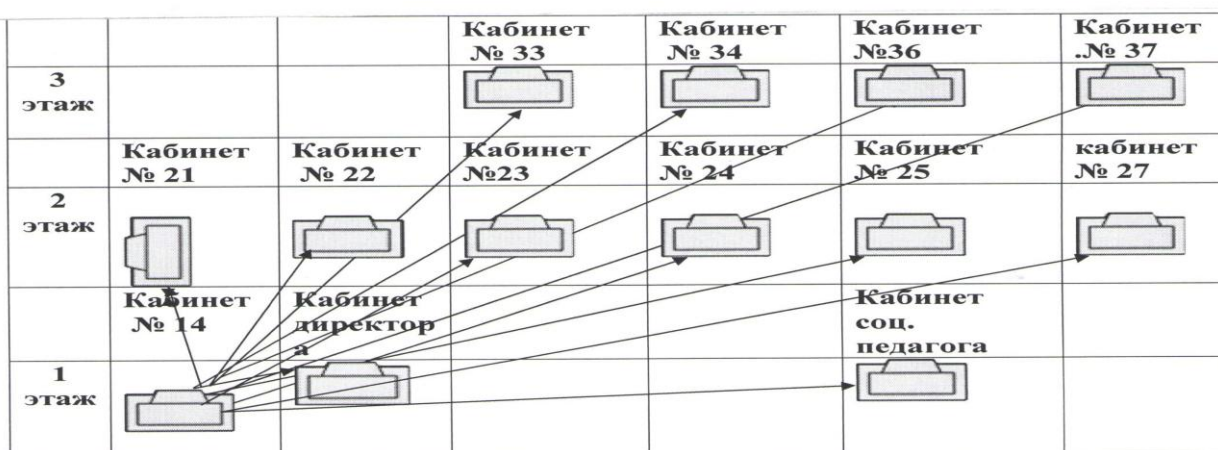 Кабинет Кабинет Кабинет Кабинет
№ 33 № 34 №36 .№ 37
3
этаж
Кабинет Кабинет Кабинет Кабинет Кабинет кабинет
№ 21 № 22 №23 № 24 № 25 № 27
2
этаж
Кабинет Кабинет Кабинет
№ 14 директор соц.
а педагога
1
этаж